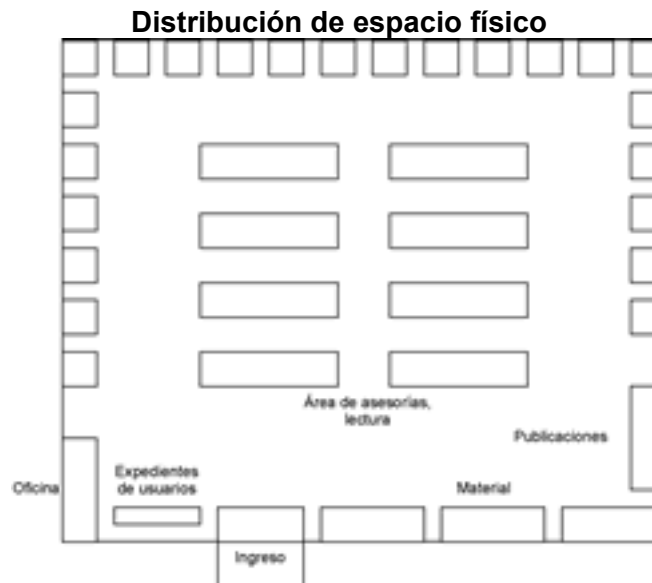 Distribución de espacio físico
Área de asesorías,
lectura
Publicaciones
Expedientes
de usuarios
Oficina
Material
Ingreso